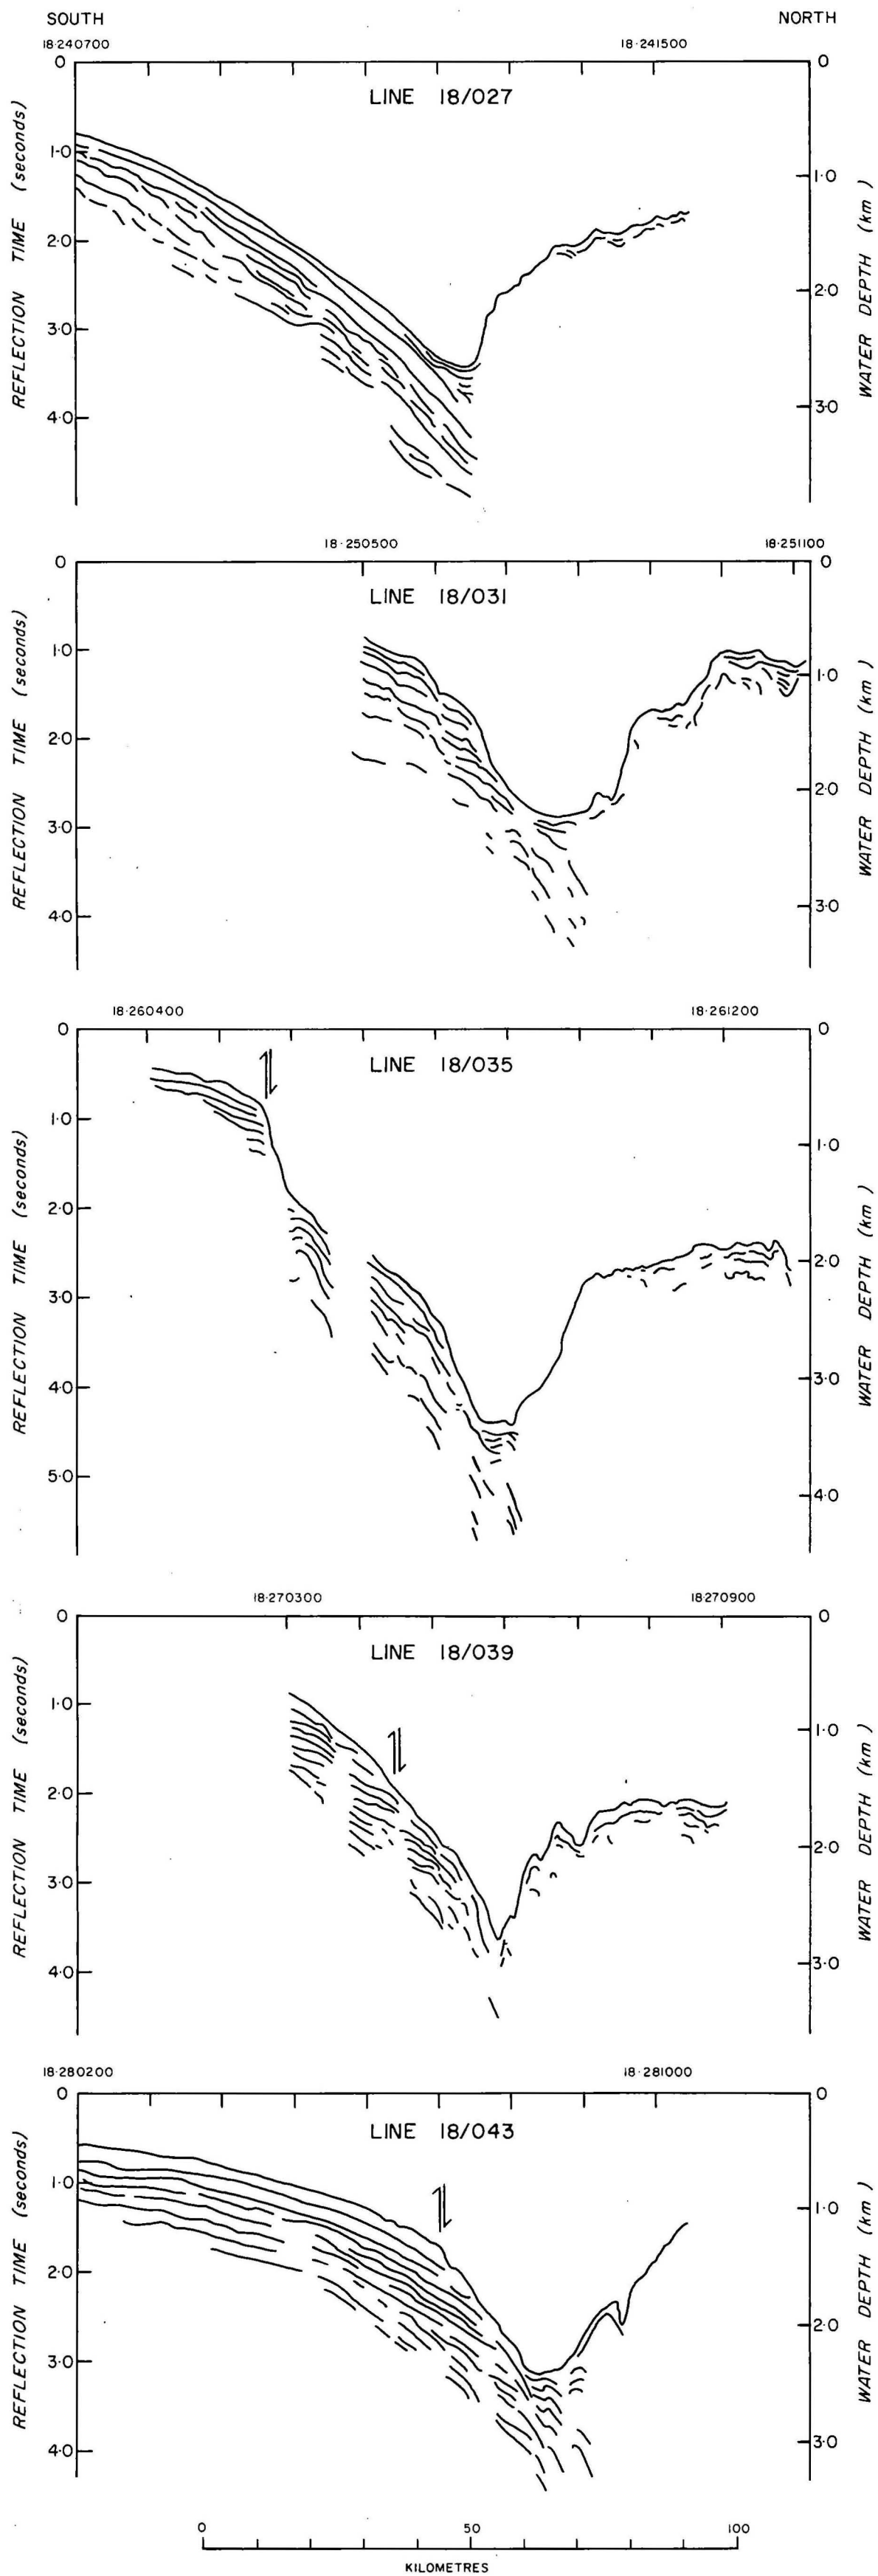 SOUTH NORTH
18·240700 18·241500
0 0
LINE 18/027
1·0 1·0
2·0 2·0
3·0 3·0
4·0
REFLECTION TIME (seconds)
WATER DEPTH (km)
18·250500 18·251100
0 0
LINE 18/031
1·0 1·0
2·0 2·0
3·0 3·0
4·0
REFLECTION TIME (seconds)
WATER DEPTH (km)
18·260400 18·261200
0 0
LINE 18/035
1·0 1·0
2·0 2·0
3·0 3·0
4·0 4·0
5·0
REFLECTION TIME (seconds)
WATER DEPTH (km)
18·270300 18·270900
0 0
LINE 18/039
1·0 1·0
2·0 2·0
3·0 3·0
4·0
REFLECTION TIME (seconds)
WATER DEPTH (km)
18·280200 18·281000
0 0
LINE 18/043
1·0 1·0
2·0 2·0
3·0 3·0
4·0
REFLECTION TIME (seconds)
WATER DEPTH (km)
0 50 100
KILOMETRES